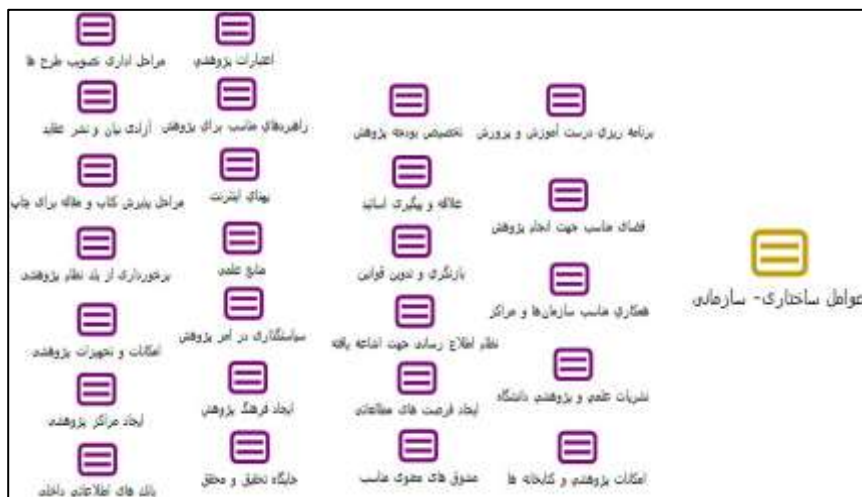 اعتبارات پژوهشی
مراحل اداری تصویب طرح ها
برنامه ریزی درست آموزش و پرورش
تخصیص بودجه پژوهش
راهبردهای مناسب برای پژوهش
آزادی بیان و نشر عقاید
فضای مناسب جهت انجام پژوهش
علاقه و پیگیری اساتید
پهنای اینترنت
مراحل پذیرش کتاب و مقاله برای چاپ
عوامل ساختاری- سازمانی
همکاری مناسب سازمان‌ها و مراکز
بازنگری و تدوین قوانین
منابع علمی
برخورداری از یک نظام پژوهشی
نشریات علمی و پژوهشی دانشگاه
نظام اطلاع رسانی جهت اشاعه یافته
سیاستگذاری در امر پژوهش
امکانات و تجهیزات پژوهشی
ایجاد فرصت های مطالعاتی
ایجاد فرهنگ پژوهش
ایجاد مراکز پژوهشی
امکانات پژوهشی و کتابخانه ها
مشوق های معنوی مناسب
جایگاه تحقیق و محقق
بانک های اطلاعاتی داخلی